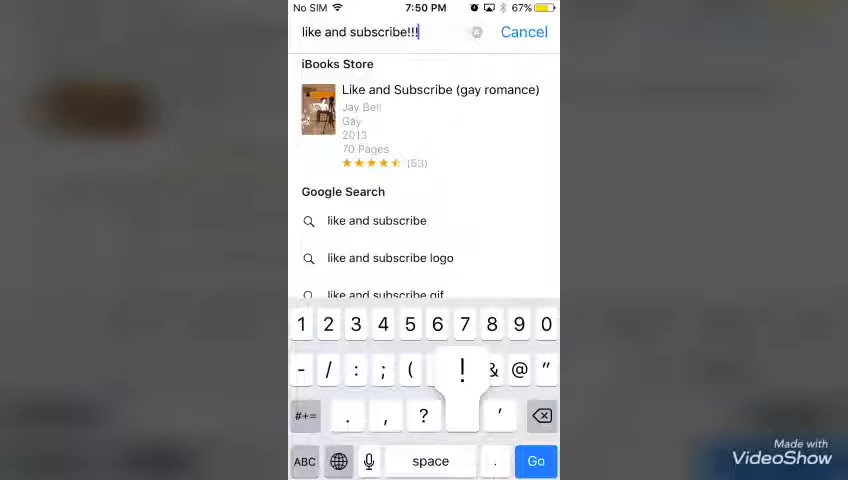 No SIM 7:50 PM 67%
like and subscribe!!! Cancel
iBooks Store
Like and Subscribe (gay romance)
Jay Bell
Gay
2013
70 Pages
(53)
Google Search
like and subscribe
like and subscribe logo
like and subscribe gif
1 2 3 4 5 6 7 8 9 0
- / : ; ( ! & @ "
#+= . , ? '
ABC space . Go
Made with
VideoShow